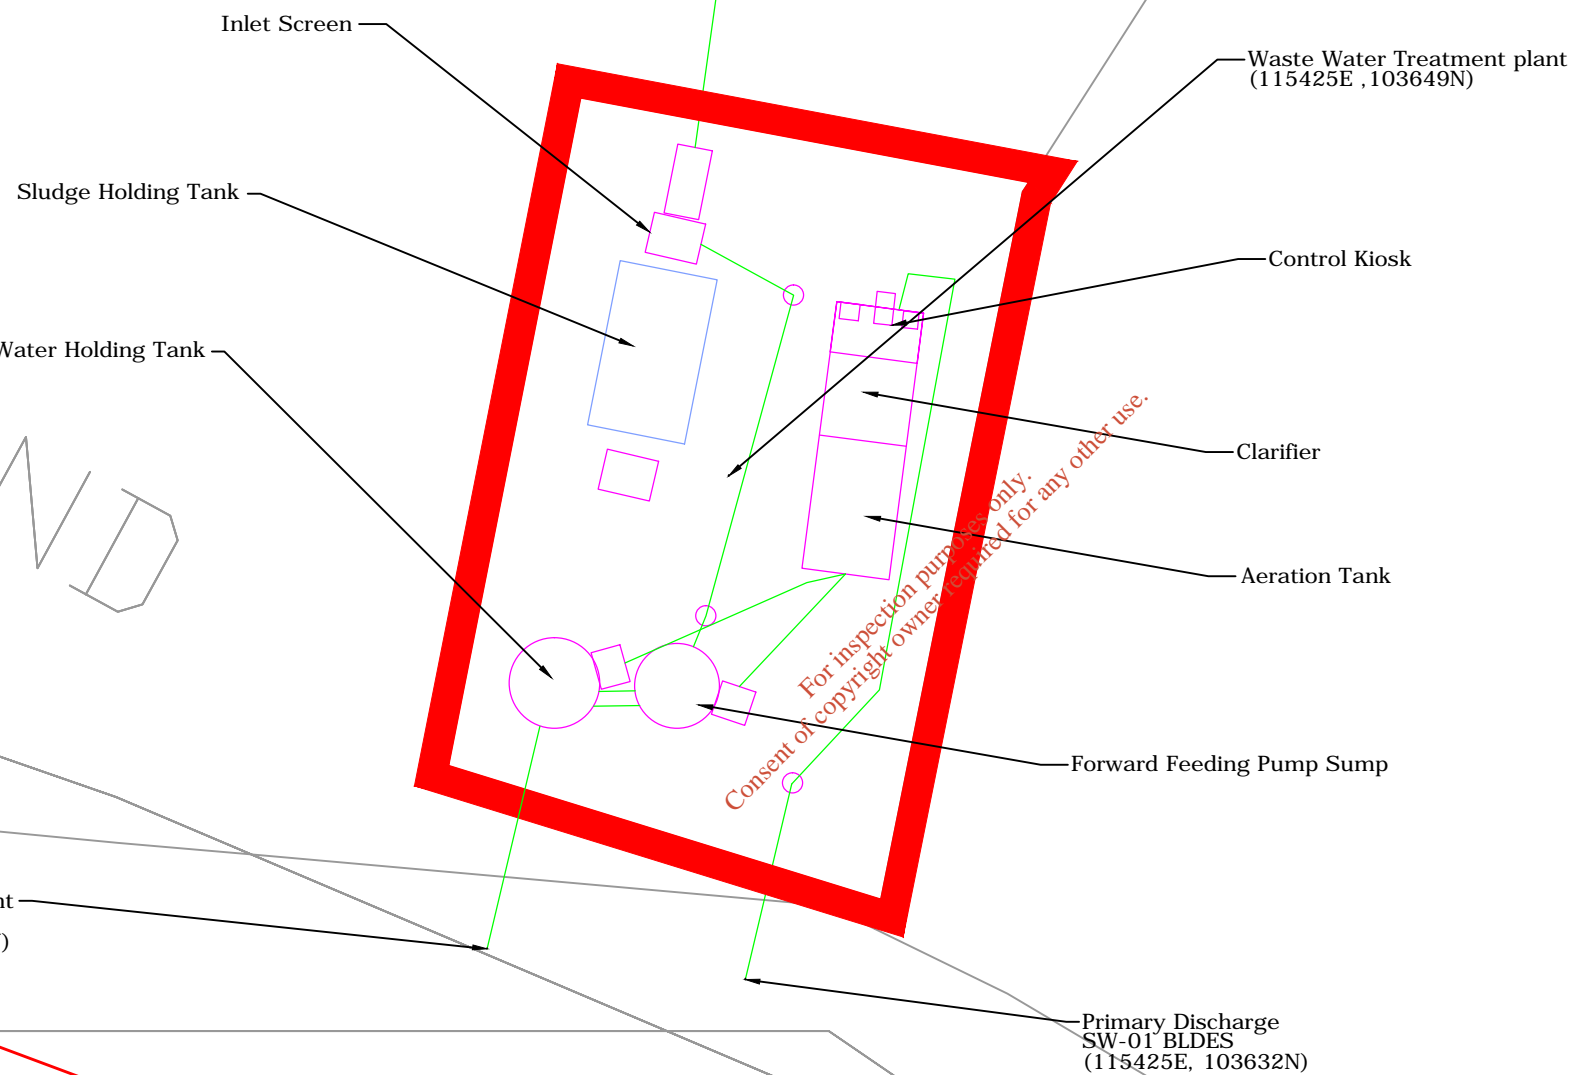 Inlet Screen
Waste Water Treatment plant
(115425E ,103649N)
Sludge Holding Tank
Control Kiosk
Water Holding Tank
Clarifier
Aeration Tank
For inspection purposes only.
Consent of copyright owner required for any other use.
ND
Forward Feeding Pump Sump
Primary Discharge
SW-01 BLDES
(115425E, 103632N)